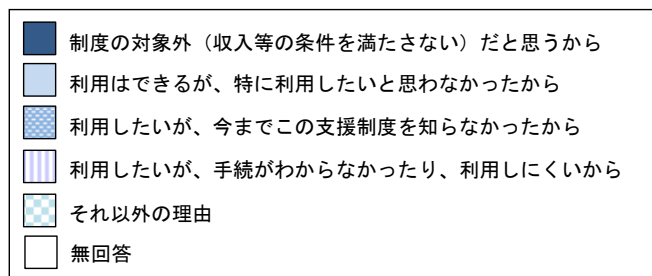 制度の対象外（収入等の条件を満たさない）だと思うから
利用はできるが、特に利用したいと思わなかったから
利用したいが、今までこの支援制度を知らなかったから
利用したいが、手続がわからなかったり、利用しにくいから
それ以外の理由
無回答